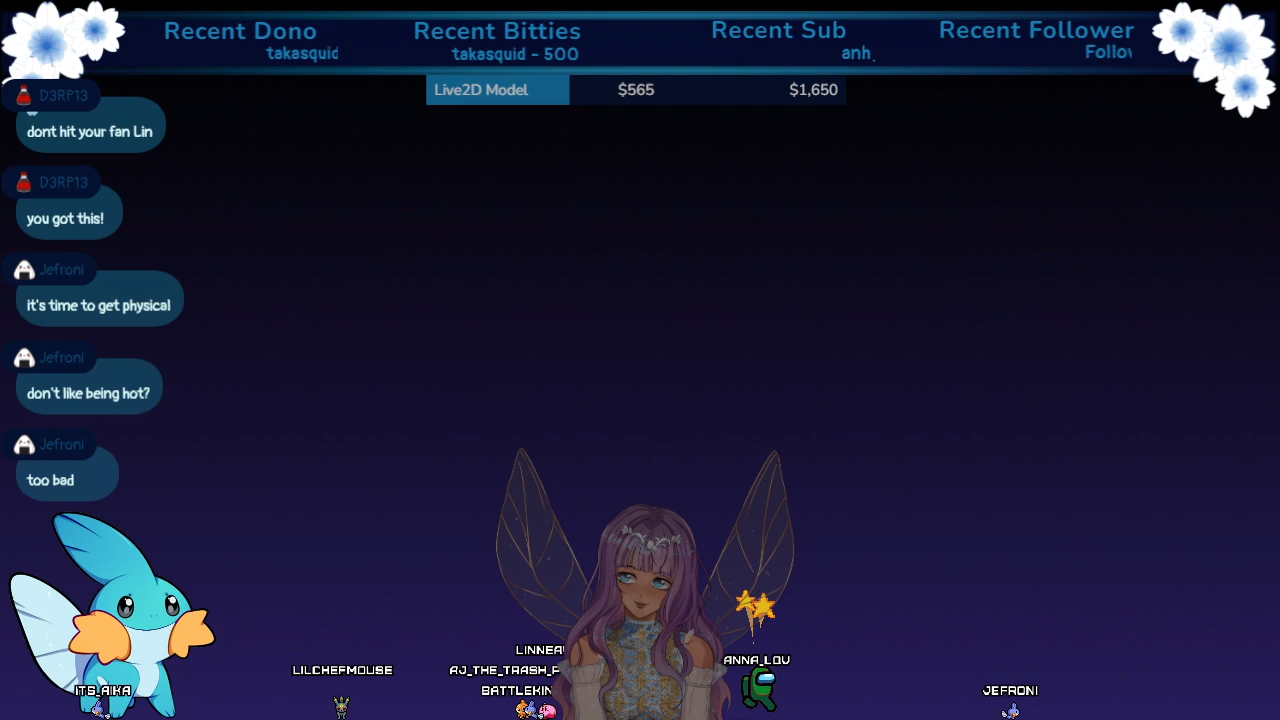 Recent Dono
takasquid
Recent Bitties
takasquid - 500
Recent Sub
anh
Recent Follower
Follov
Live2D Model $565 $1,650
D3RP13
dont hit your fan Lin
D3RP13
you got this!
Jefroni
it's time to get physical
Jefroni
don't like being hot?
Jefroni
too bad
ITS_AIKA
LILCHEFMOUSE
LINNEA
AJ_THE_TRASH_P
BATTLEKIN
ANNA_LOV
JEFRONI